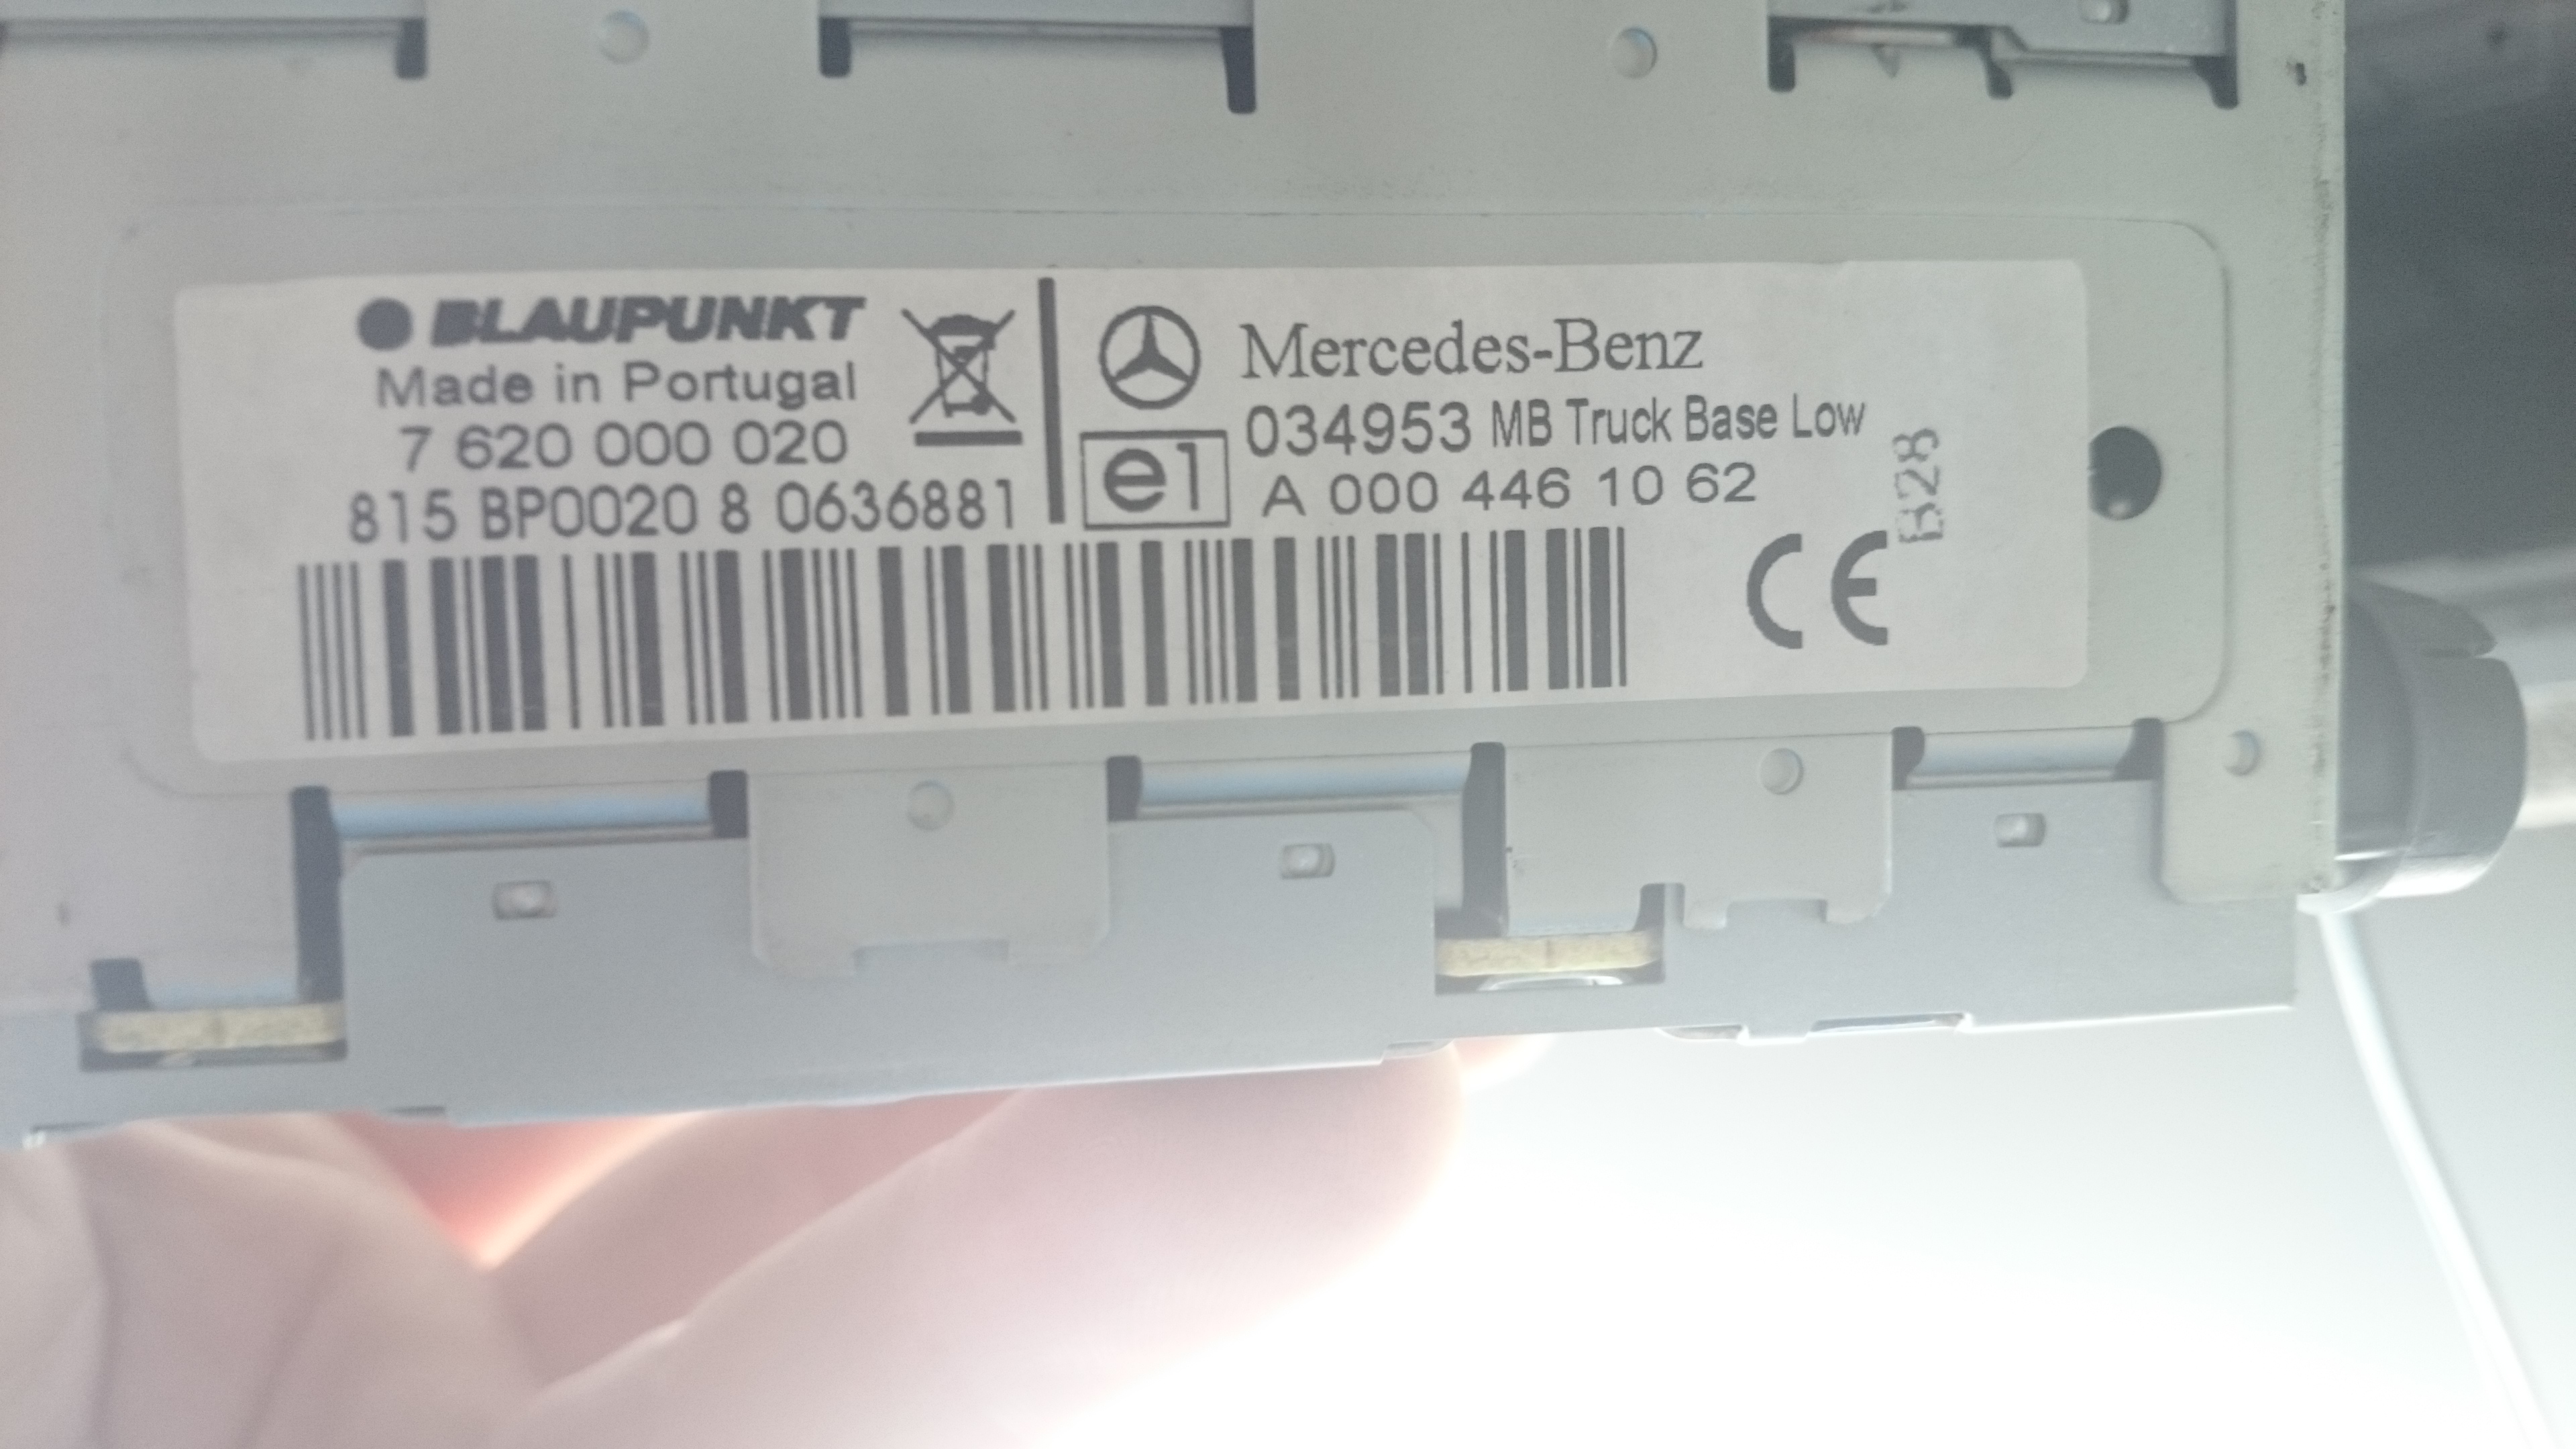 BLAUPUNKT
Made in Portugal
7 620 000 020
815 BP0020 8 0636881
Mercedes-Benz
e1 034953 MB Truck Base Low
A 000 446 10 62
CE
B28